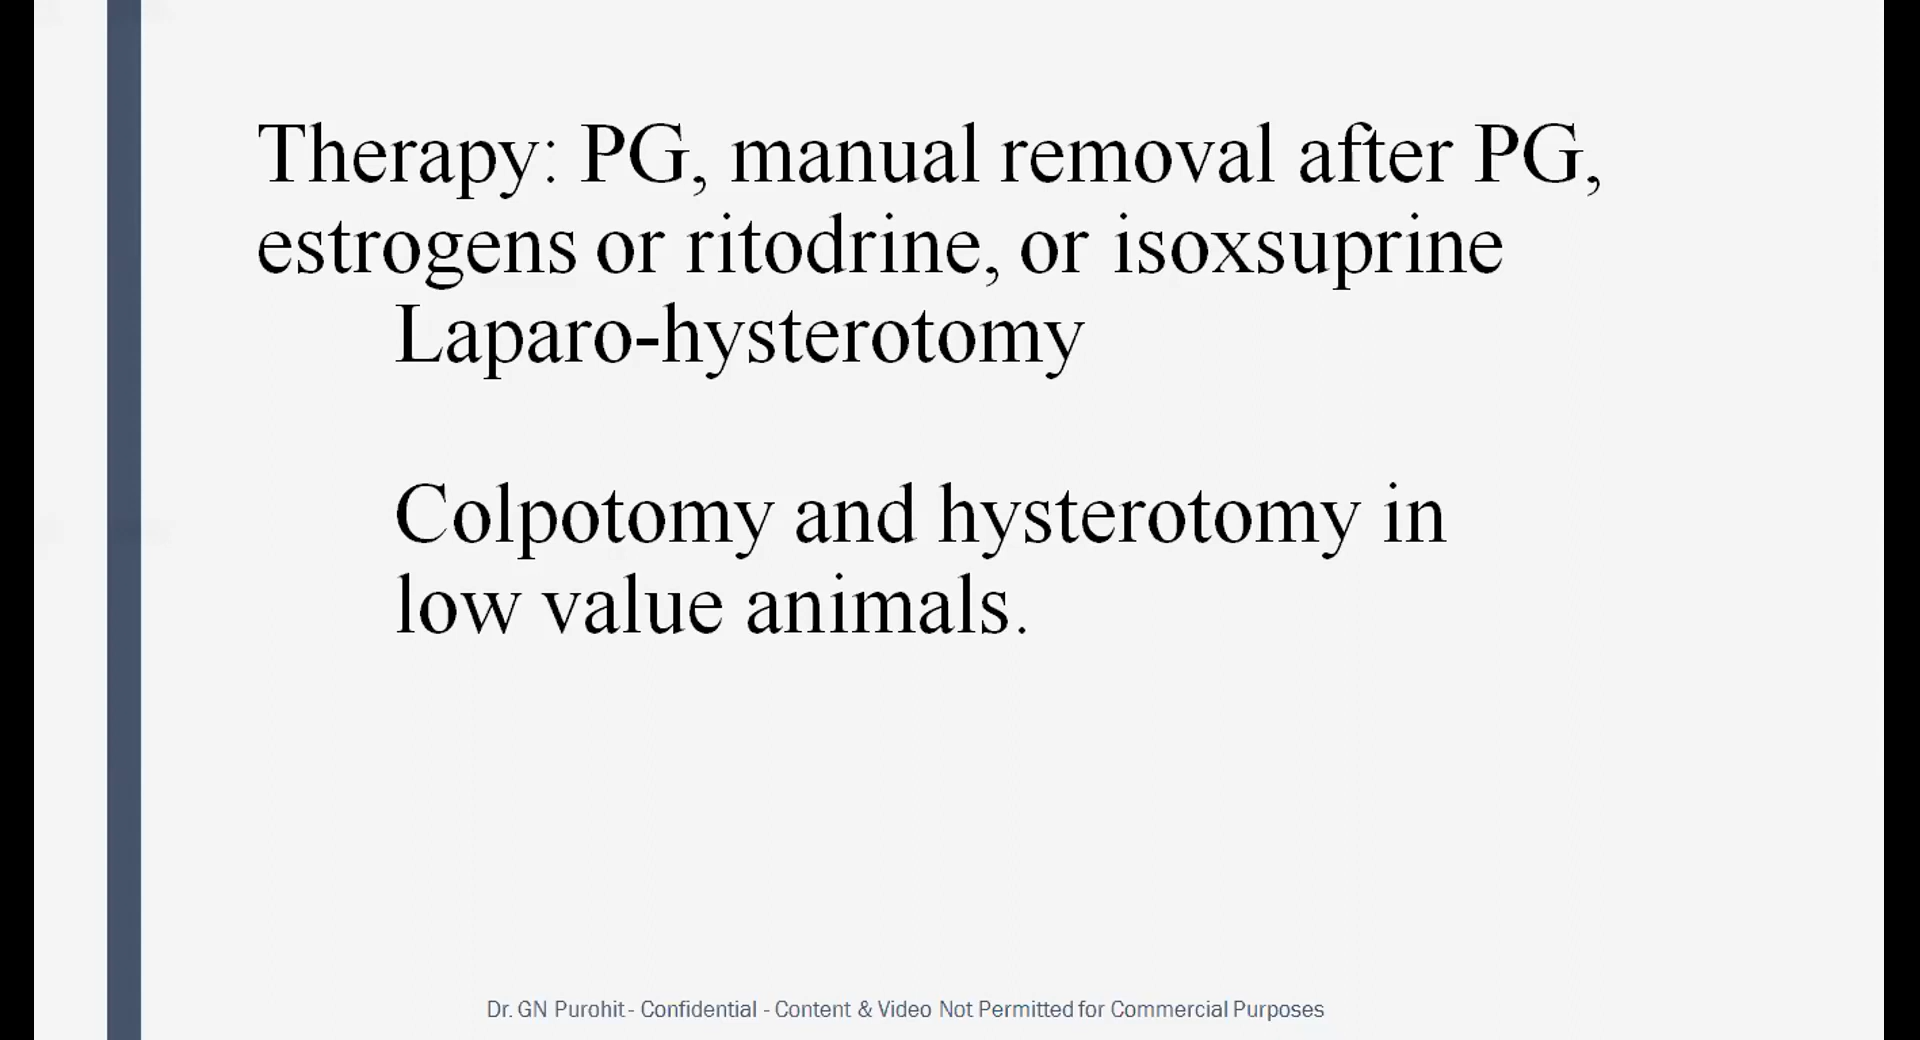 Therapy: PG, manual removal after PG,
estrogens or ritodrine, or isoxsuprine
Laparo-hysterotomy
Colpotomy and hysterotomy in
low value animals.
Dr. GN Purohit - Confidential - Content & Video Not Permitted for Commercial Purposes